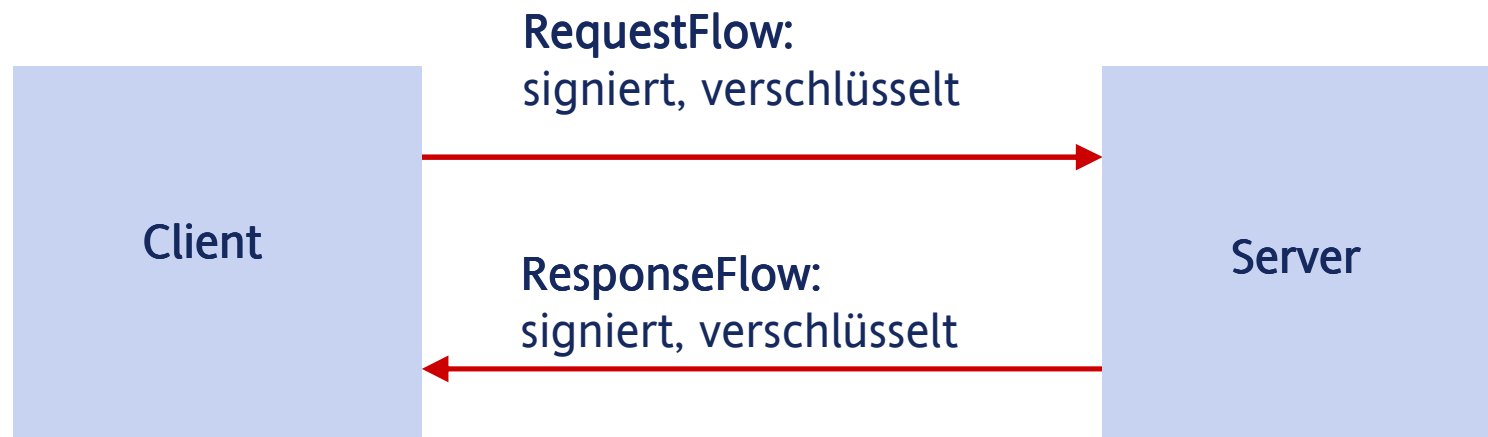 RequestFlow:
signiert, verschlüsselt
Client
Server
ResponseFlow:
signiert, verschlüsselt